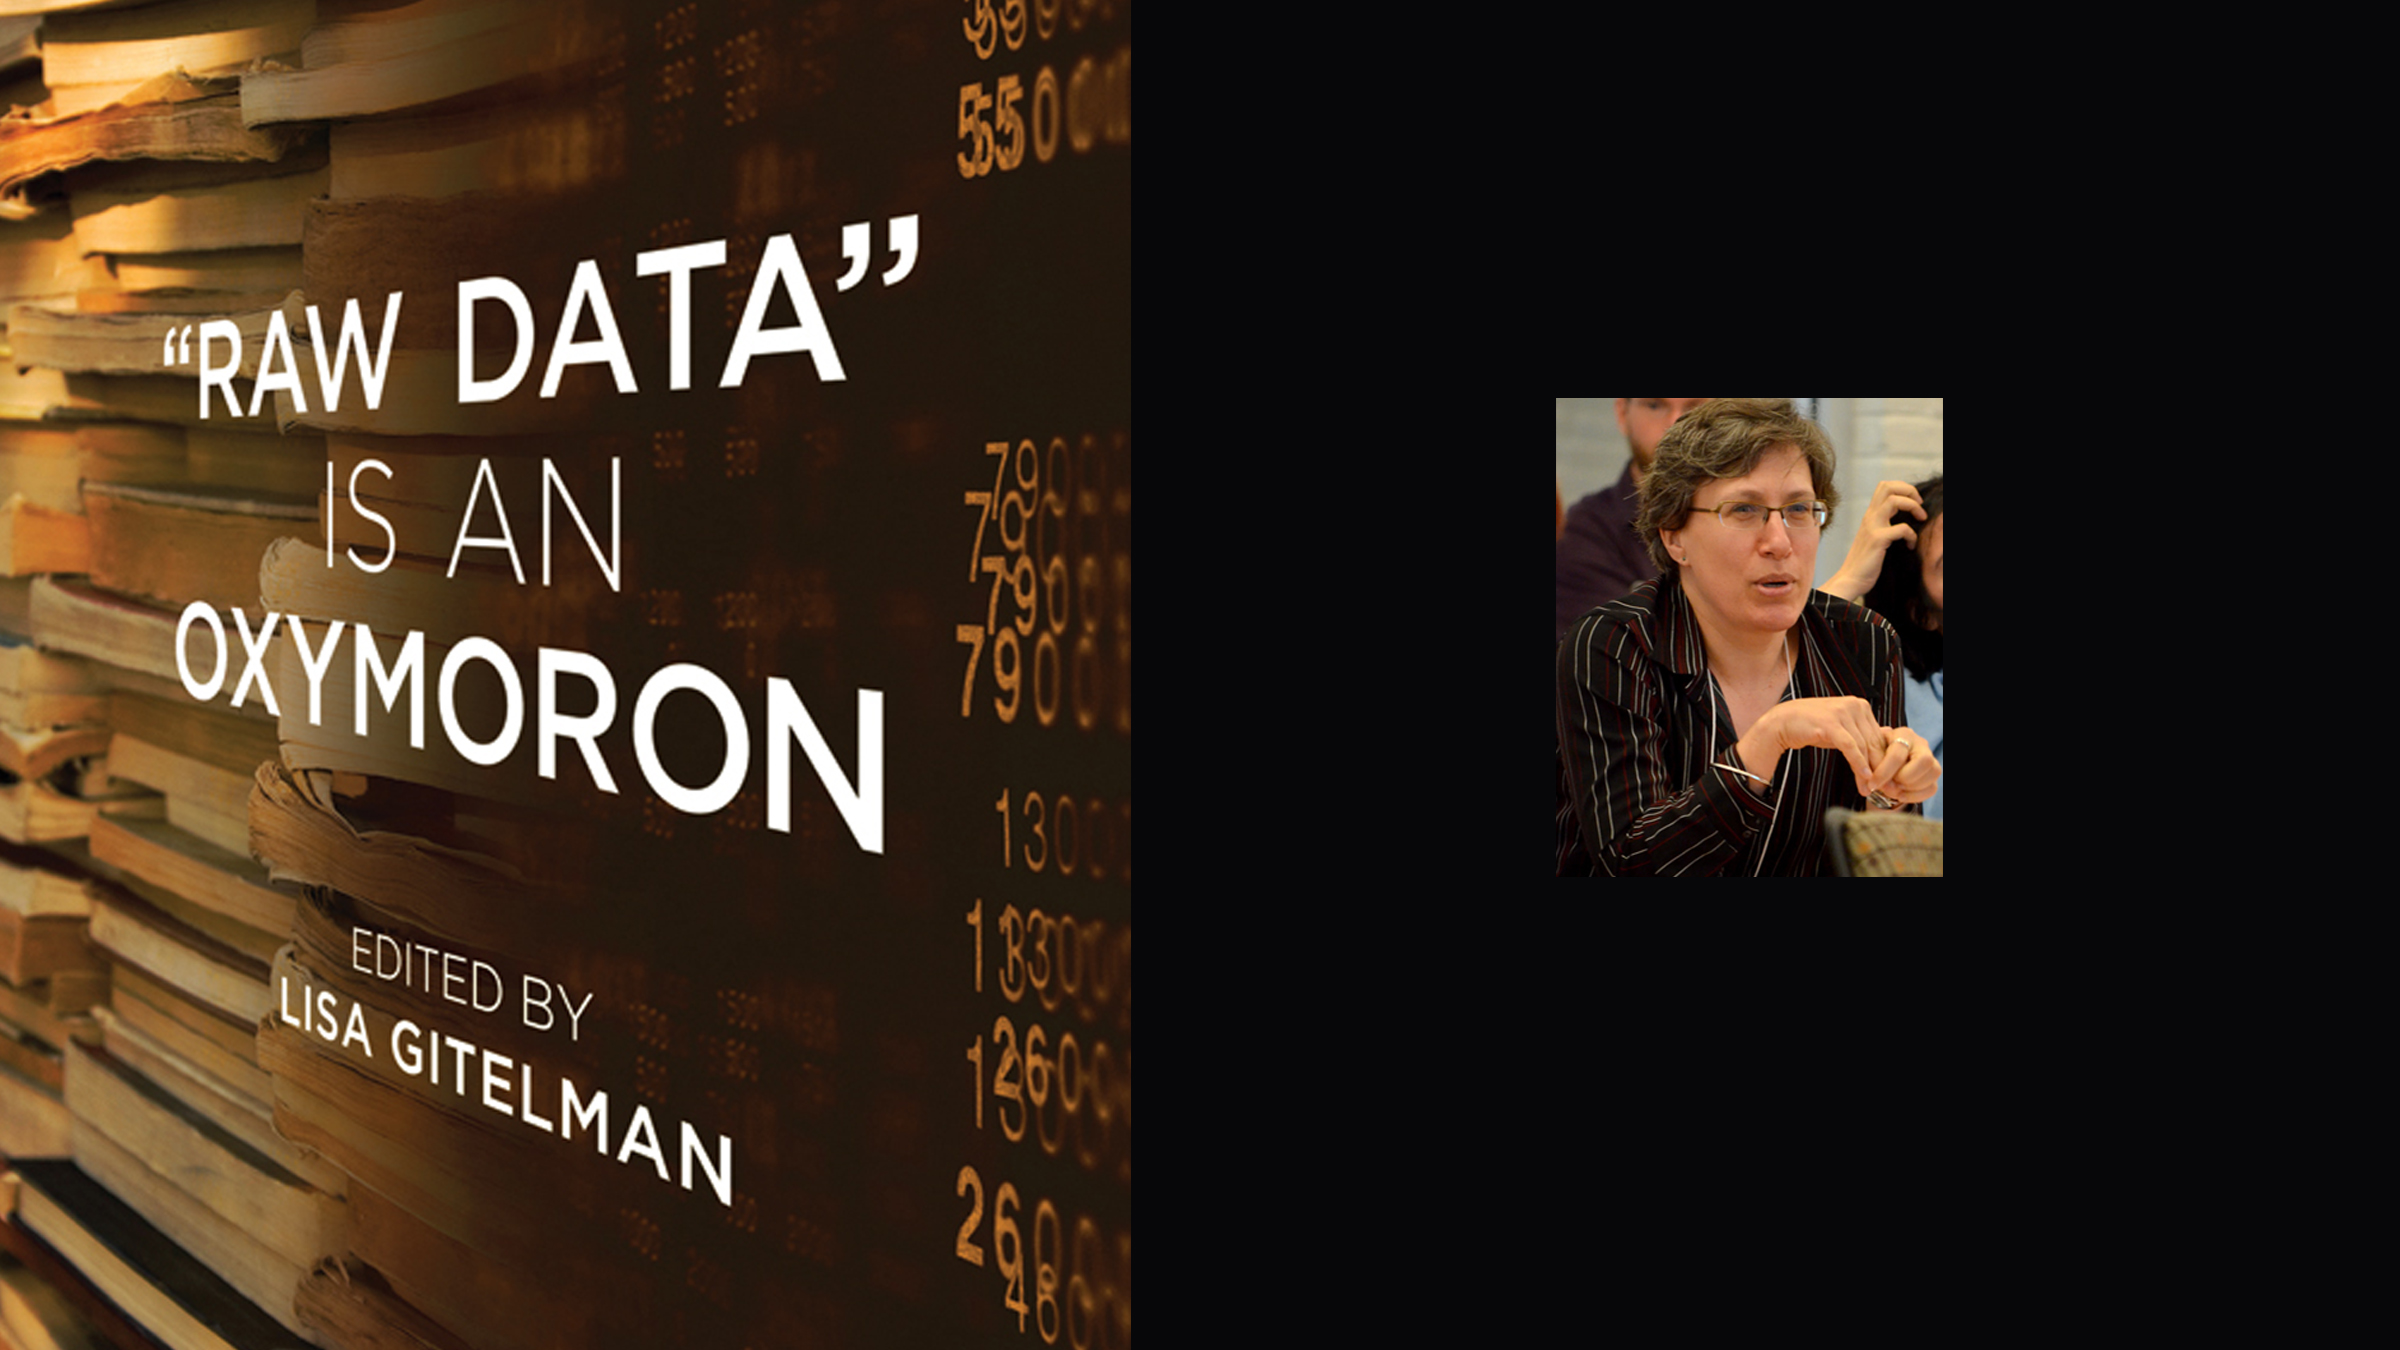 “RAW DATA”
IS AN
OXYMORON
EDITED BY
LISA GITELMAN